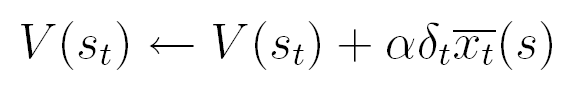 V(s_t) ← V(s_t) + αδ_t\overline{x_t}(s)